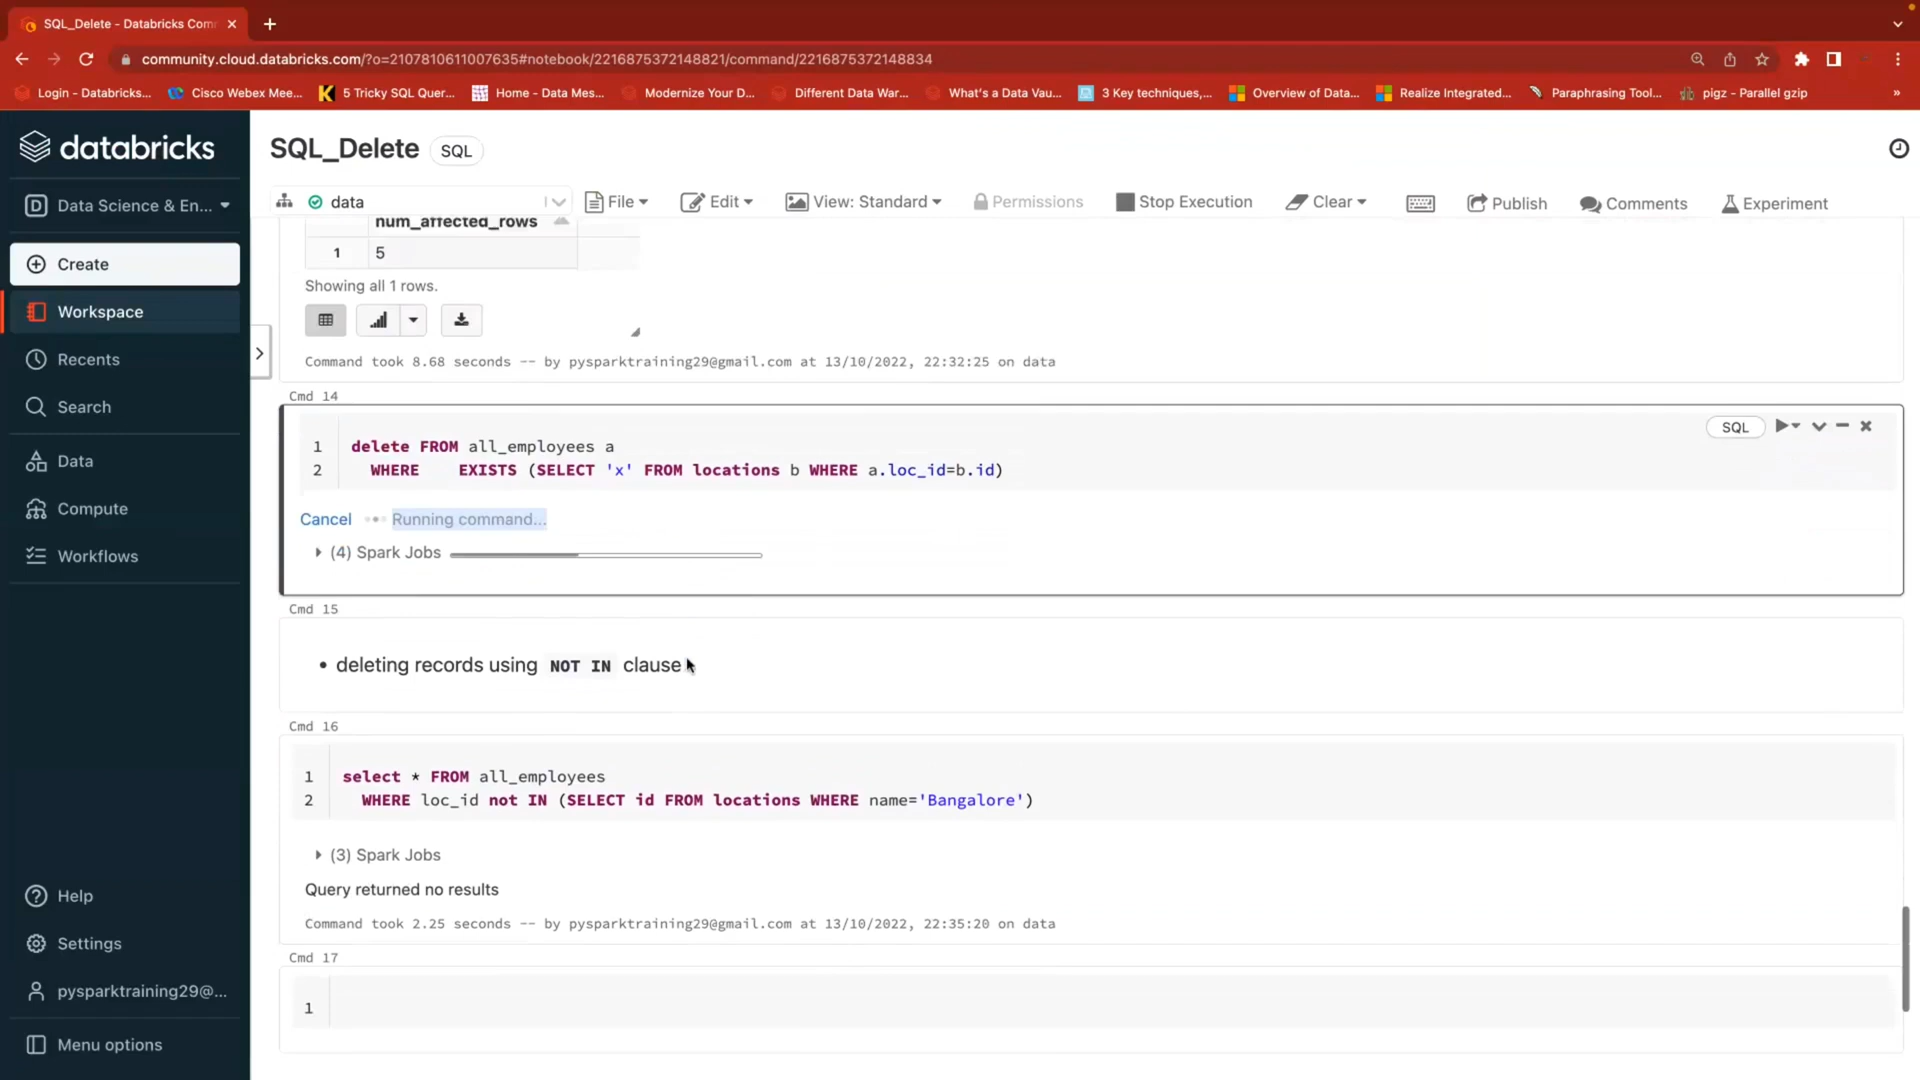 SQL_Delete - Databricks Com
community.cloud.databricks.com/?o=2107810611007635#notebook/2216875372148821/command/2216875372148834
Login - Databricks... Cisco Webex Mee... 5 Tricky SQL Quer... Home - Data Mes... Modernize Your D... Different Data War... What's a Data Vau... 3 Key techniques,... Overview of Data... Realize Integrated... Paraphrasing Tool... pigz - Parallel gzip »
databricks
SQL_Delete SQL
Data Science & En...
data File Edit View: Standard Permissions Stop Execution Clear Publish Comments Experiment
num_affected_rows
1 5
Create
Showing all 1 rows.
Workspace
Recents
Command took 8.68 seconds -- by pysparktraining29@gmail.com at 13/10/2022, 22:32:25 on data
Cmd 14
Search
SQL
1 delete FROM all_employees a
2 WHERE EXISTS (SELECT 'x' FROM locations b WHERE a.loc_id=b.id)
Data
Compute
Cancel Running command...
(4) Spark Jobs
Workflows
Cmd 15
• deleting records using NOT IN clause
Cmd 16
1 select * FROM all_employees
2 WHERE loc_id not IN (SELECT id FROM locations WHERE name='Bangalore')
(3) Spark Jobs
Query returned no results
Help
Command took 2.25 seconds -- by pysparktraining29@gmail.com at 13/10/2022, 22:35:20 on data
Settings
Cmd 17
pysparktraining29@...
1
Menu options